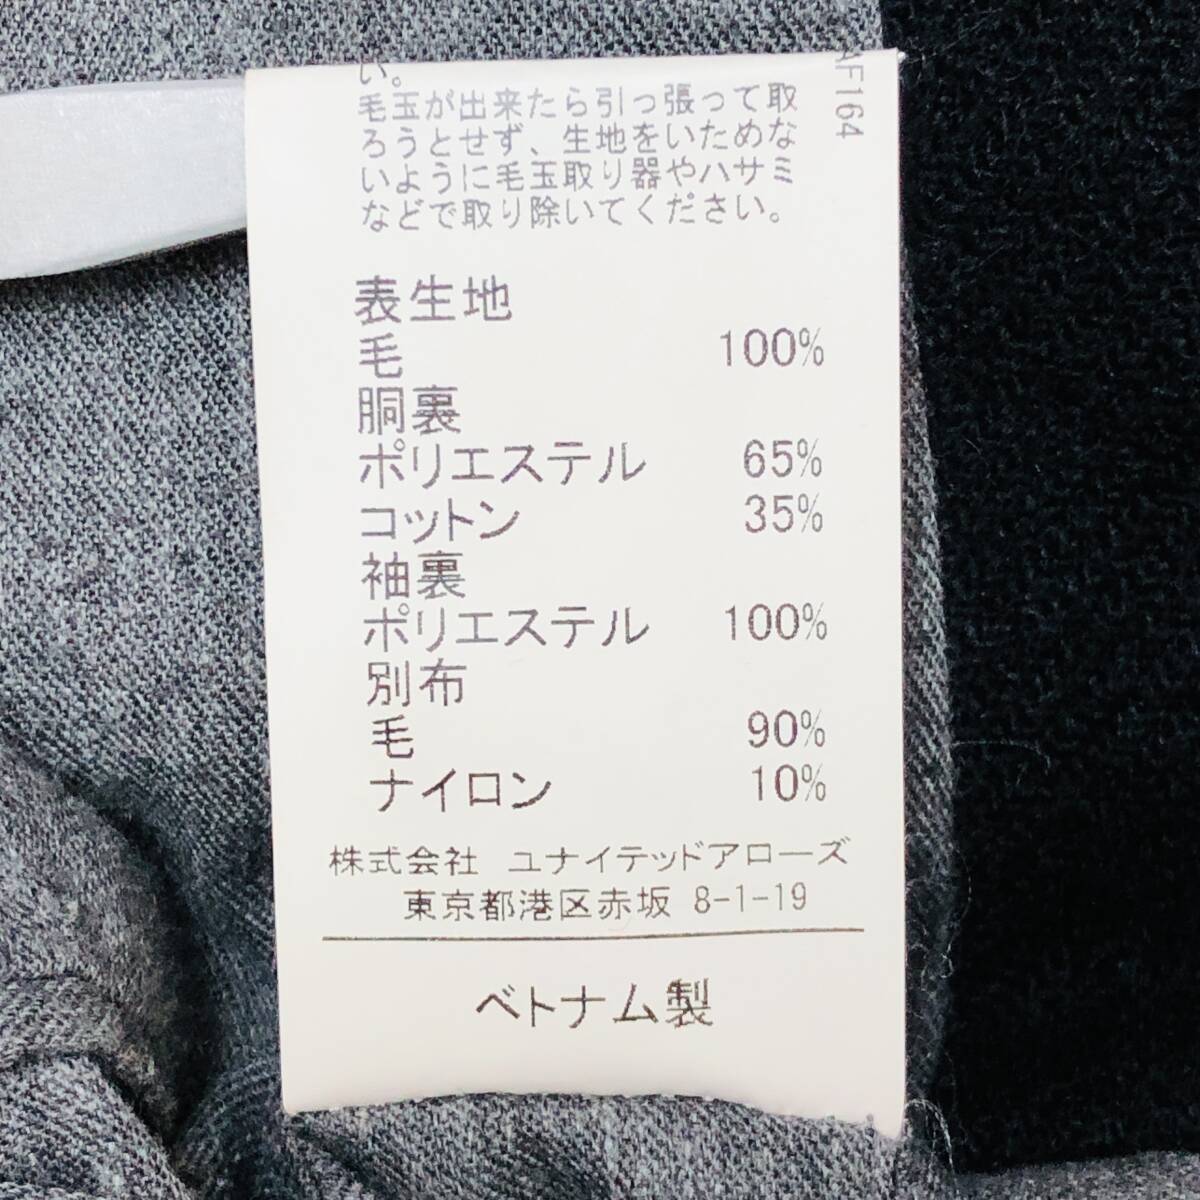 い。
毛玉が出来たら引っ張って取
ろうとせず、生地をいためな
いように毛玉取り器やハサミ
などで取り除いてください。
AF164
表生地
毛 100%
胴裏
ポリエステル 65%
コットン 35%
袖裏
ポリエステル 100%
別布
毛 90%
ナイロン 10%
株式会社 ユナイテッドアローズ
東京都港区赤坂 8-1-19
ベトナム製